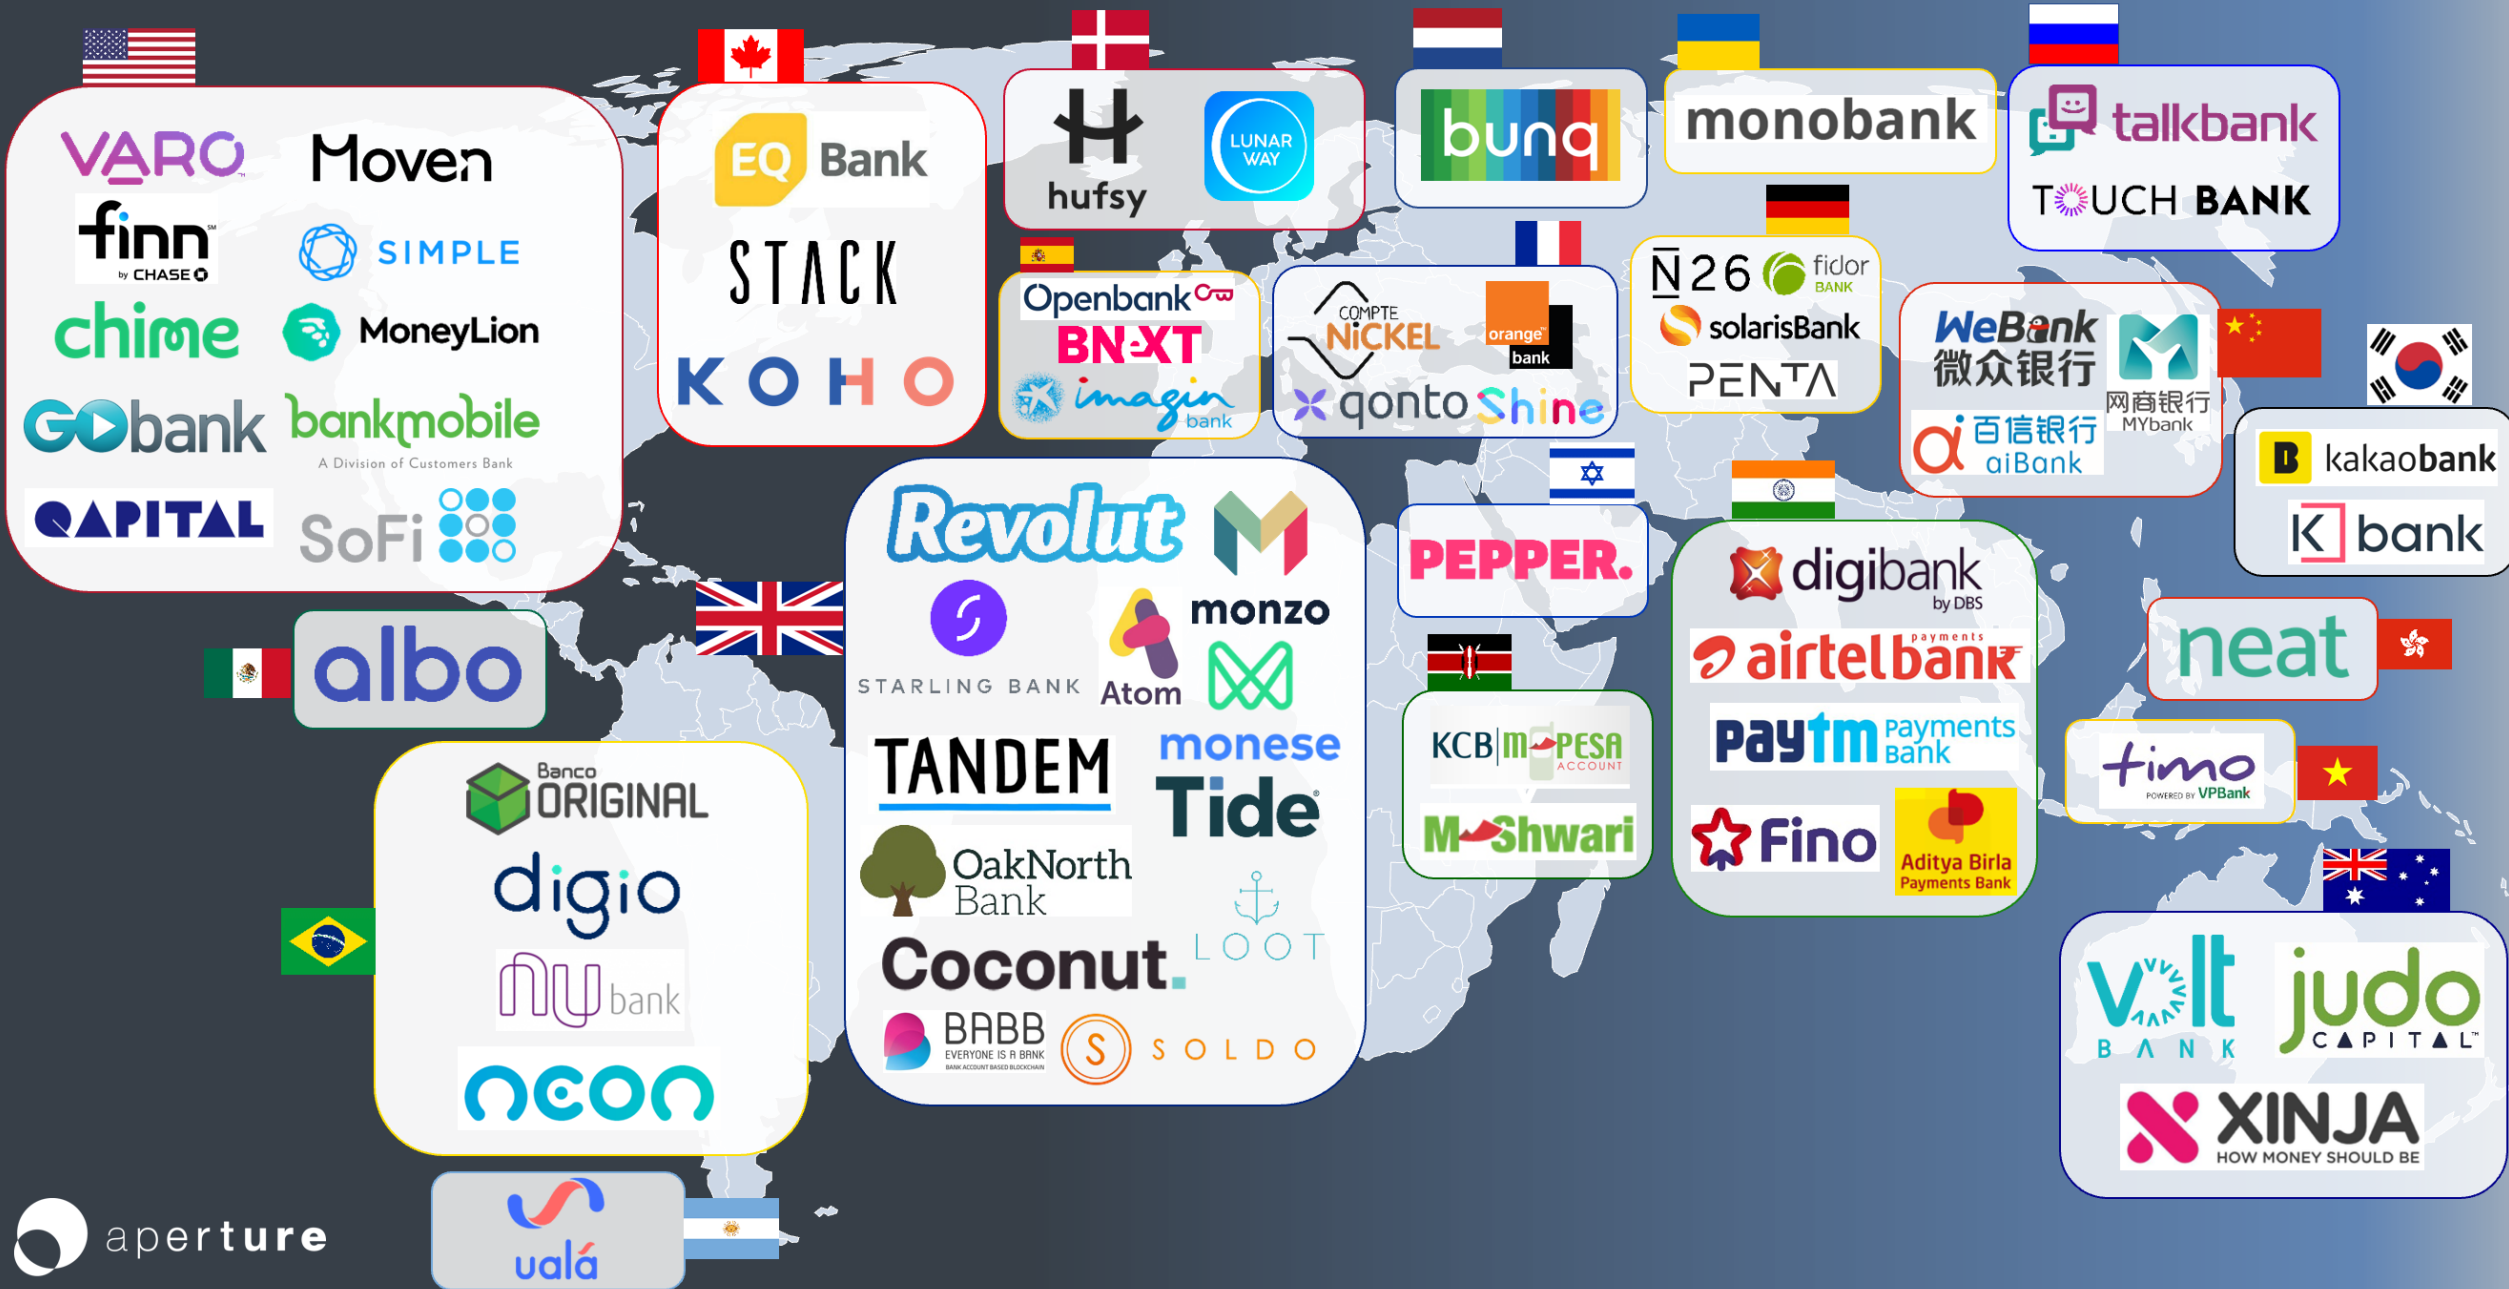 VARO
Moven
finn
by CHASE
SIMPLE
chime
MoneyLion
GObank
bankmobile
A Division of Customers Bank
QAPITAL
SoFi
EQ Bank
STACK
KOHO
hufsy
LUNAR
WAY
bunq
monobank
talkbank
TOUCH BANK
Openbank
BNEXT
imagin
bank
COMPTE
NiCKEL
orange™
bank
qonto
Shine
N26
fidor
BANK
solarisBank
PENTA
WeBank
微众银行
网商银行
MYbank
百信银行
aiBank
kakaobank
K bank
albo
Revolut
monzo
STARLING BANK
Atom
monese
TANDEM
Tide
OakNorth
Bank
LOOT
Coconut.
BABB
EVERYONE IS A BANK
BANK ACCOUNT BASED BLOCKCHAIN
S
SOLDO
PEPPER.
KCB M-PESA
ACCOUNT
M-Shwari
digibank
by DBS
payments
airtel bank
paytm Payments
Bank
Fino
Aditya Birla
Payments Bank
neat
timo
POWERED BY VPBank
Banco
ORIGINAL
digio
nu bank
neon
ualá
volt
BANK
judo
CAPITAL™
XINJA
HOW MONEY SHOULD BE
aperture